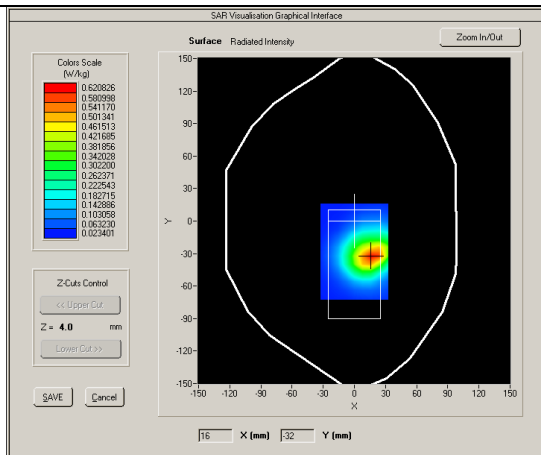 SAR Visualisation Graphical Interface
Surface Radiated Intensity
Zoom In/Out
Colors Scale
(W/kg)
0.620826
0.580998
0.541170
0.501341
0.461513
0.421685
0.381856
0.342028
0.302200
0.262371
0.222543
0.182715
0.142886
0.103058
0.063230
0.023401
Z-Cuts Control
<< Upper Cut
Z = 4.0 mm
Lower Cut >>
SAVE Cancel
150
120
90
60
30
0
-30
-60
-90
-120
-150
Y
-150 -120 -90 -60 -30 0 30 60 90 120 150
X
16 X (mm) -32 Y (mm)